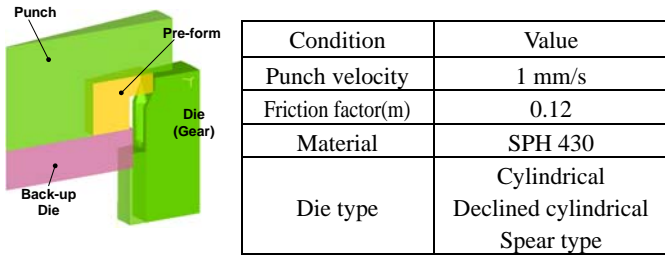 Punch
Pre-form
Die
(Gear)
Back-up
Die
Condition Value
Punch velocity 1 mm/s
Friction factor(m) 0.12
Material SPH 430
Die type Cylindrical
Declined cylindrical
Spear type